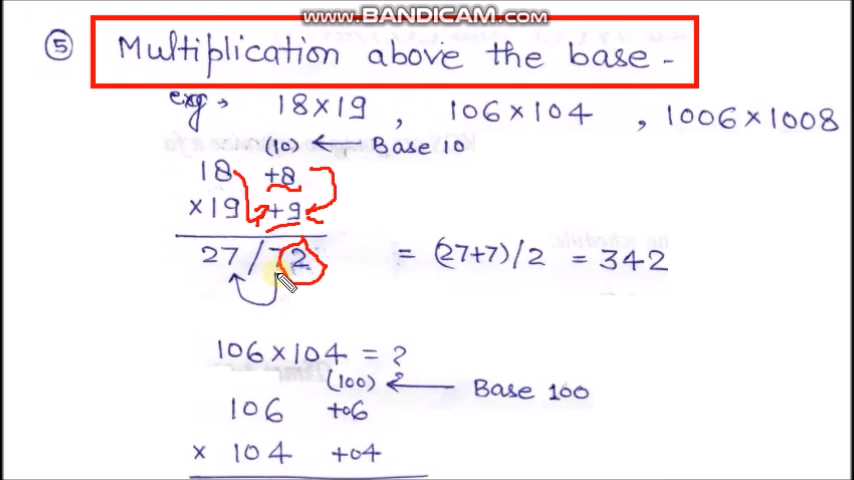 www.BANDICAM.com
⑤ Multiplication above the base -
eg → 18×19 , 106×104 , 1006×1008
(10) ← Base 10
18 +8
×19 +9
27/72 = (27+7)/2 = 342
106×104 = ?
(100) ← Base 100
106 +06
× 104 +04